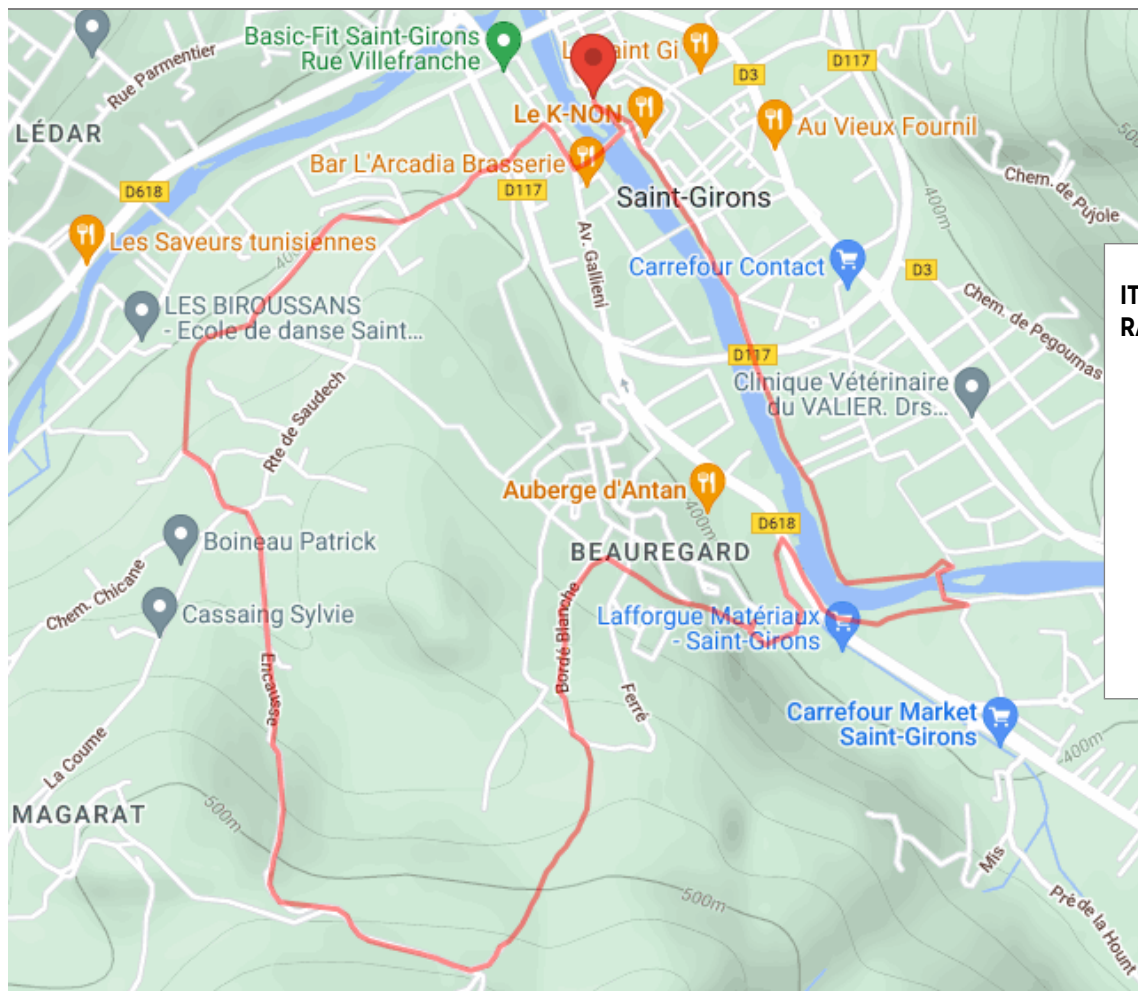 Basic-Fit Saint-Girons
Rue Villefranche
Rue Parmentier
LÉDAR
Gi
D3
D117
Le K-NON
Au Vieux Fournil
Bar L'Arcadia Brasserie
D117
D618
Saint-Girons
Chem. de Pujole
400m
Les Saveurs tunisiennes
Av. Gallieni
Carrefour Contact
D3
LES BIROUSSANS
- Ecole de danse Saint...
Chem. de Pegoumas
IT
RA
D117
Clinique Vétérinaire
du VALIER. Drs...
Rte de Saudech
Auberge d'Antan
400m
D618
Boineau Patrick
BEAUREGARD
Chem. Chicane
Cassaing Sylvie
Bordé Blanche
Lafforgue Matériaux
- Saint-Girons
Encausse
Ferré
Carrefour Market
Saint-Girons
400m
La Coume
MAGARAT
500m
500m
Mis
Pré de la Hount